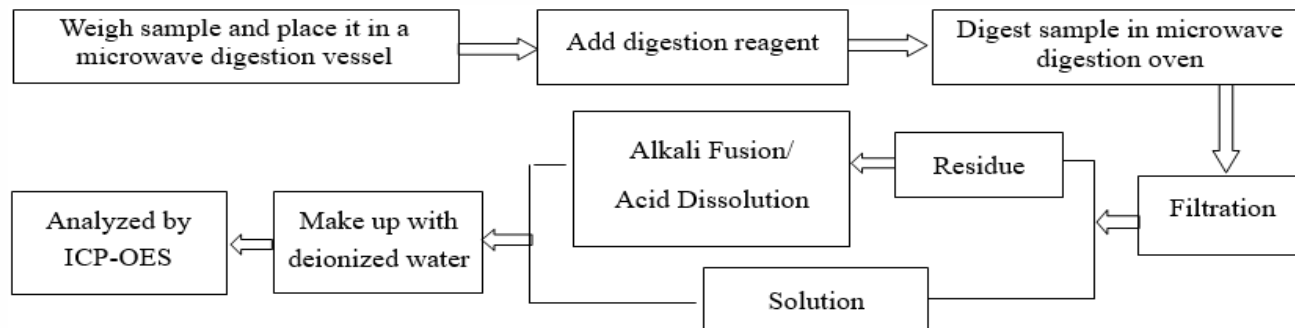 Weigh sample and place it in a
microwave digestion vessel
Add digestion reagent
Digest sample in microwave
digestion oven
Filtration
Residue
Alkali Fusion/
Acid Dissolution
Solution
Make up with
deionized water
Analyzed by
ICP-OES